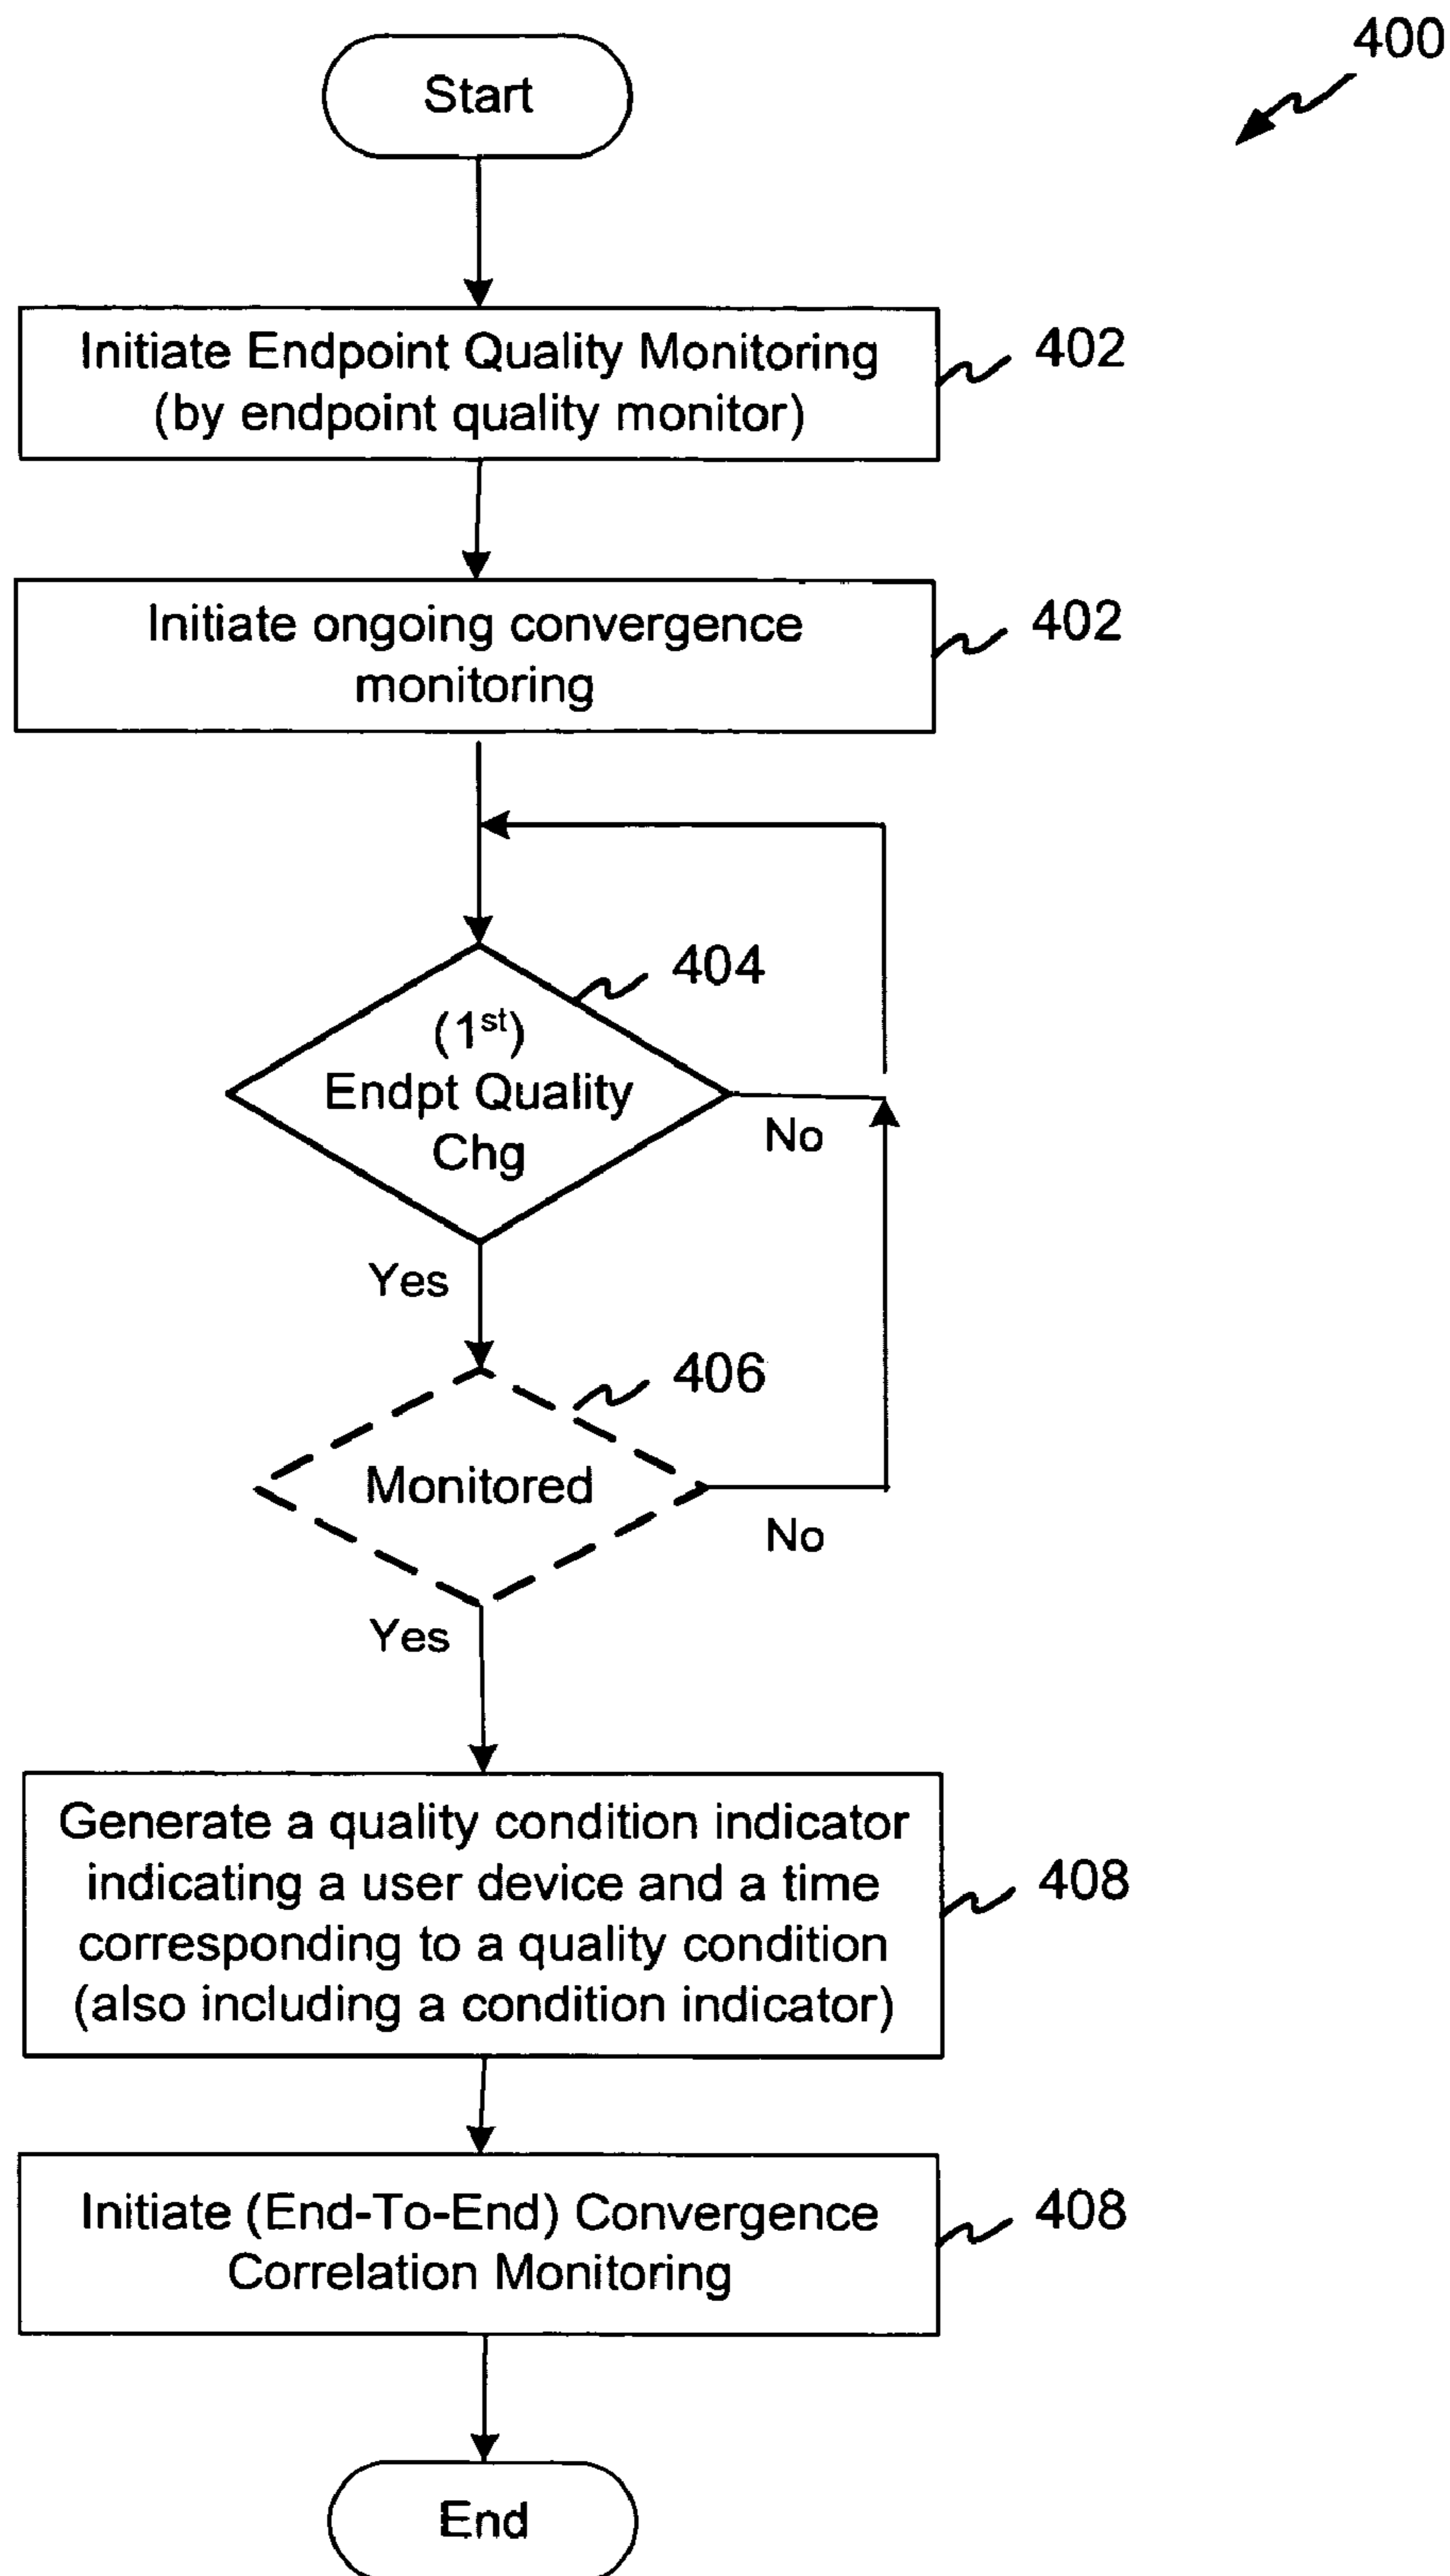 400
Start
Initiate Endpoint Quality Monitoring
(by endpoint quality monitor)
402
Initiate ongoing convergence
monitoring
402
404
(1st)
Endpt Quality
Chg
No
Yes
406
Monitored
No
Yes
Generate a quality condition indicator
indicating a user device and a time
corresponding to a quality condition
(also including a condition indicator)
408
Initiate (End-To-End) Convergence
Correlation Monitoring
408
End